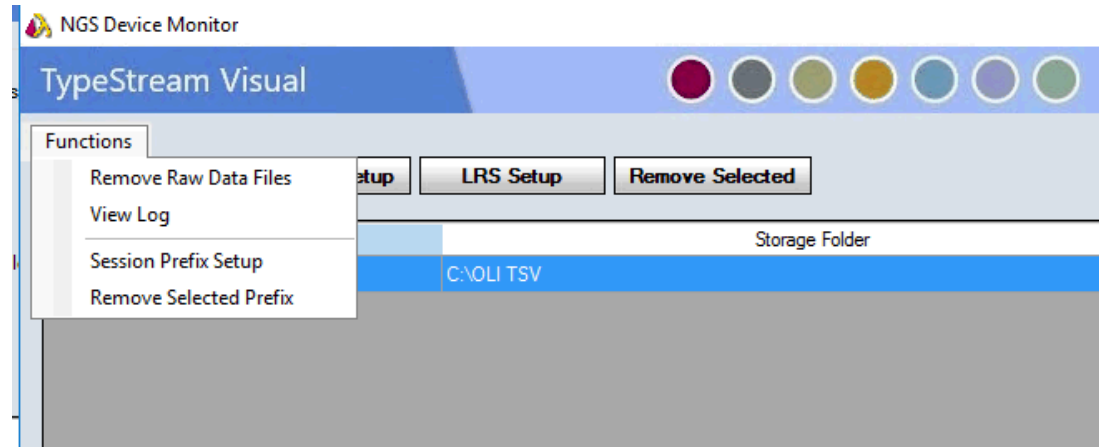 NGS Device Monitor
TypeStream Visual
Functions
Remove Raw Data Files
View Log
Session Prefix Setup
Remove Selected Prefix
etup
LRS Setup
Remove Selected
Storage Folder
C:\OLI TSV